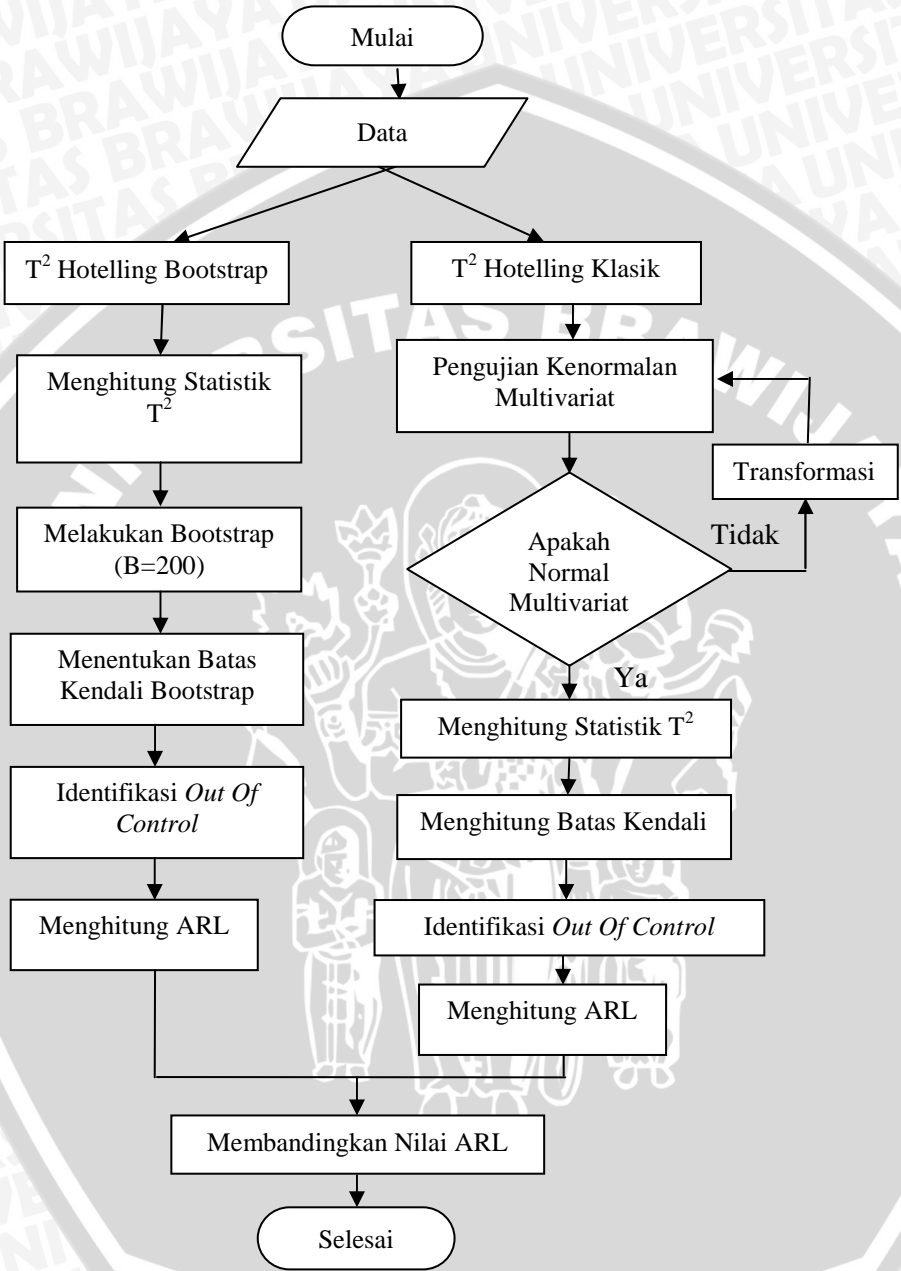 Mulai
Data
T² Hotelling Bootstrap
Menghitung Statistik
T²
Melakukan Bootstrap
(B=200)
Menentukan Batas
Kendali Bootstrap
Identifikasi Out Of
Control
Menghitung ARL
T² Hotelling Klasik
Pengujian Kenormalan
Multivariat
Transformasi
Apakah
Normal
Multivariat
Tidak
Ya
Menghitung Statistik T²
Menghitung Batas Kendali
Identifikasi Out Of Control
Menghitung ARL
Membandingkan Nilai ARL
Selesai